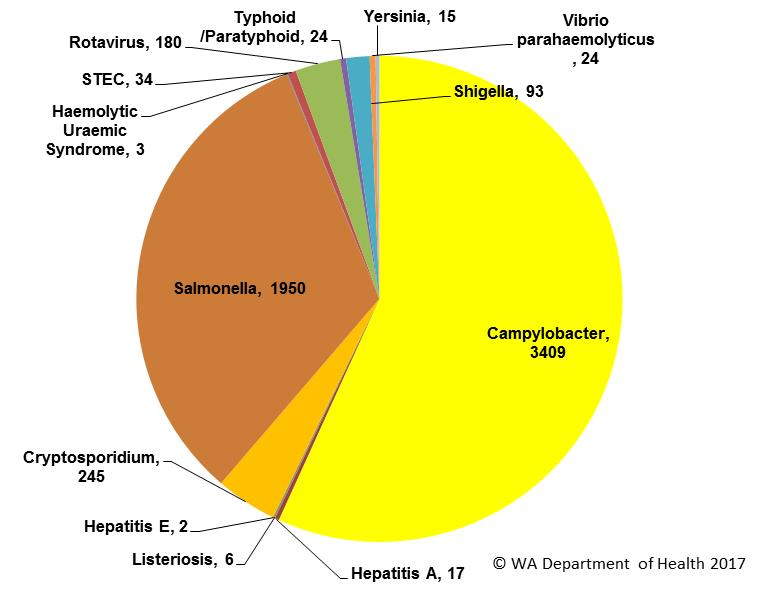 Yersinia, 15
Typhoid
/Paratyphoid, 24
Vibrio
parahaemolyticus
, 24
Rotavirus, 180
STEC, 34
Shigella, 93
Haemolytic
Uraemic
Syndrome, 3
Salmonella, 1950
Campylobacter,
3409
Cryptosporidium,
245
Hepatitis E, 2
Listeriosis, 6
Hepatitis A, 17
© WA Department of Health 2017